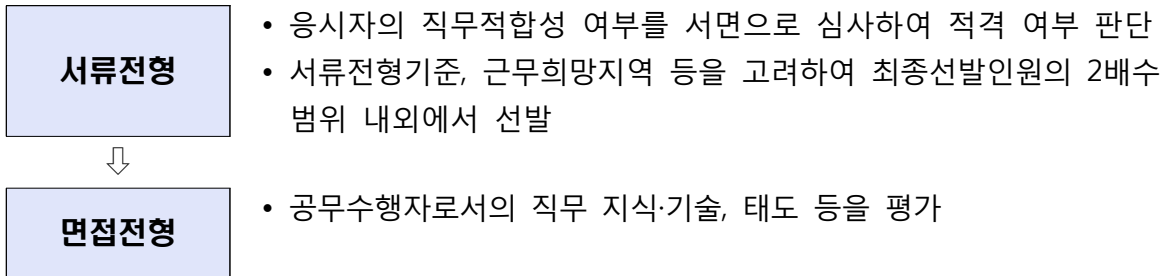 서류전형
• 응시자의 직무적합성 여부를 서면으로 심사하여 적격 여부 판단
• 서류전형기준, 근무희망지역 등을 고려하여 최종선발인원의 2배수
범위 내외에서 선발
⇩
면접전형
• 공무수행자로서의 직무 지식·기술, 태도 등을 평가